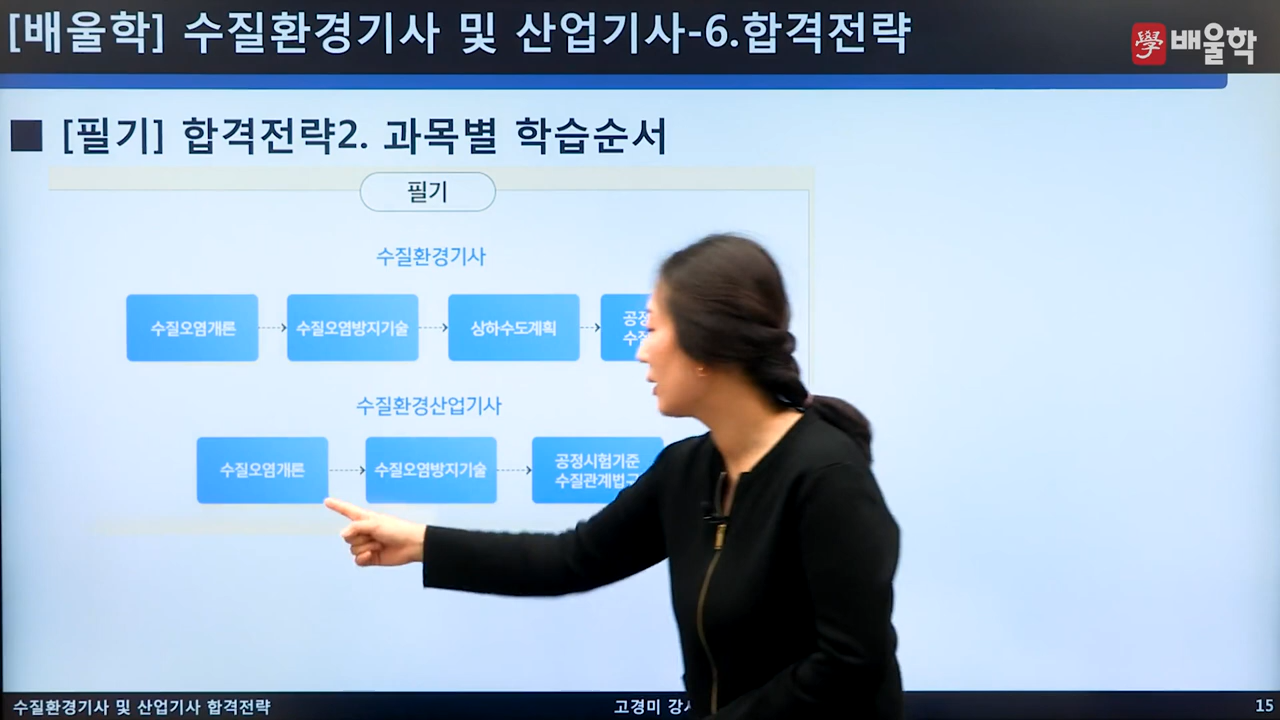 [배울학] 수질환경기사 및 산업기사-6.합격전략
學 배울학
■ [필기] 합격전략2. 과목별 학습순서
필기
수질환경기사
수질오염개론
수질오염방지기술
상하수도계획
수질환경산업기사
수질오염개론
수질오염방지기술
공정시험기준
수질환경기사 및 산업기사 합격전략
고경미
15